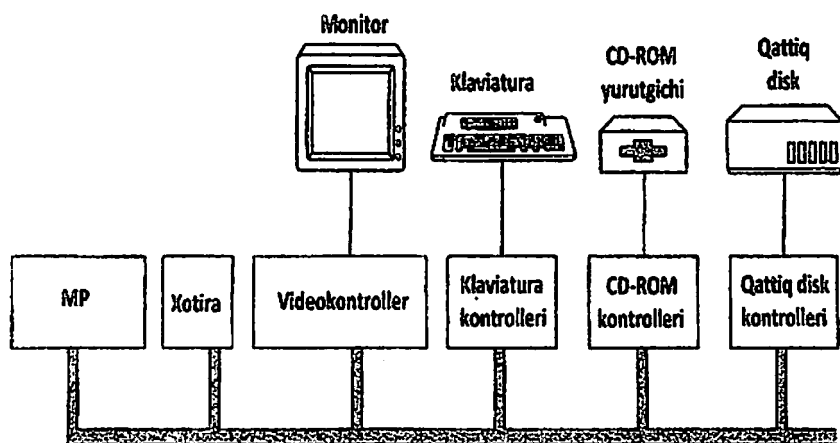 Monitor
Klaviatura
CD-ROM
yurutgichi
Qattiq
disk
MP
Xotira
Videokontroller
Klaviatura
kontrolleri
CD-ROM
kontrolleri
Qattiq disk
kontrolleri